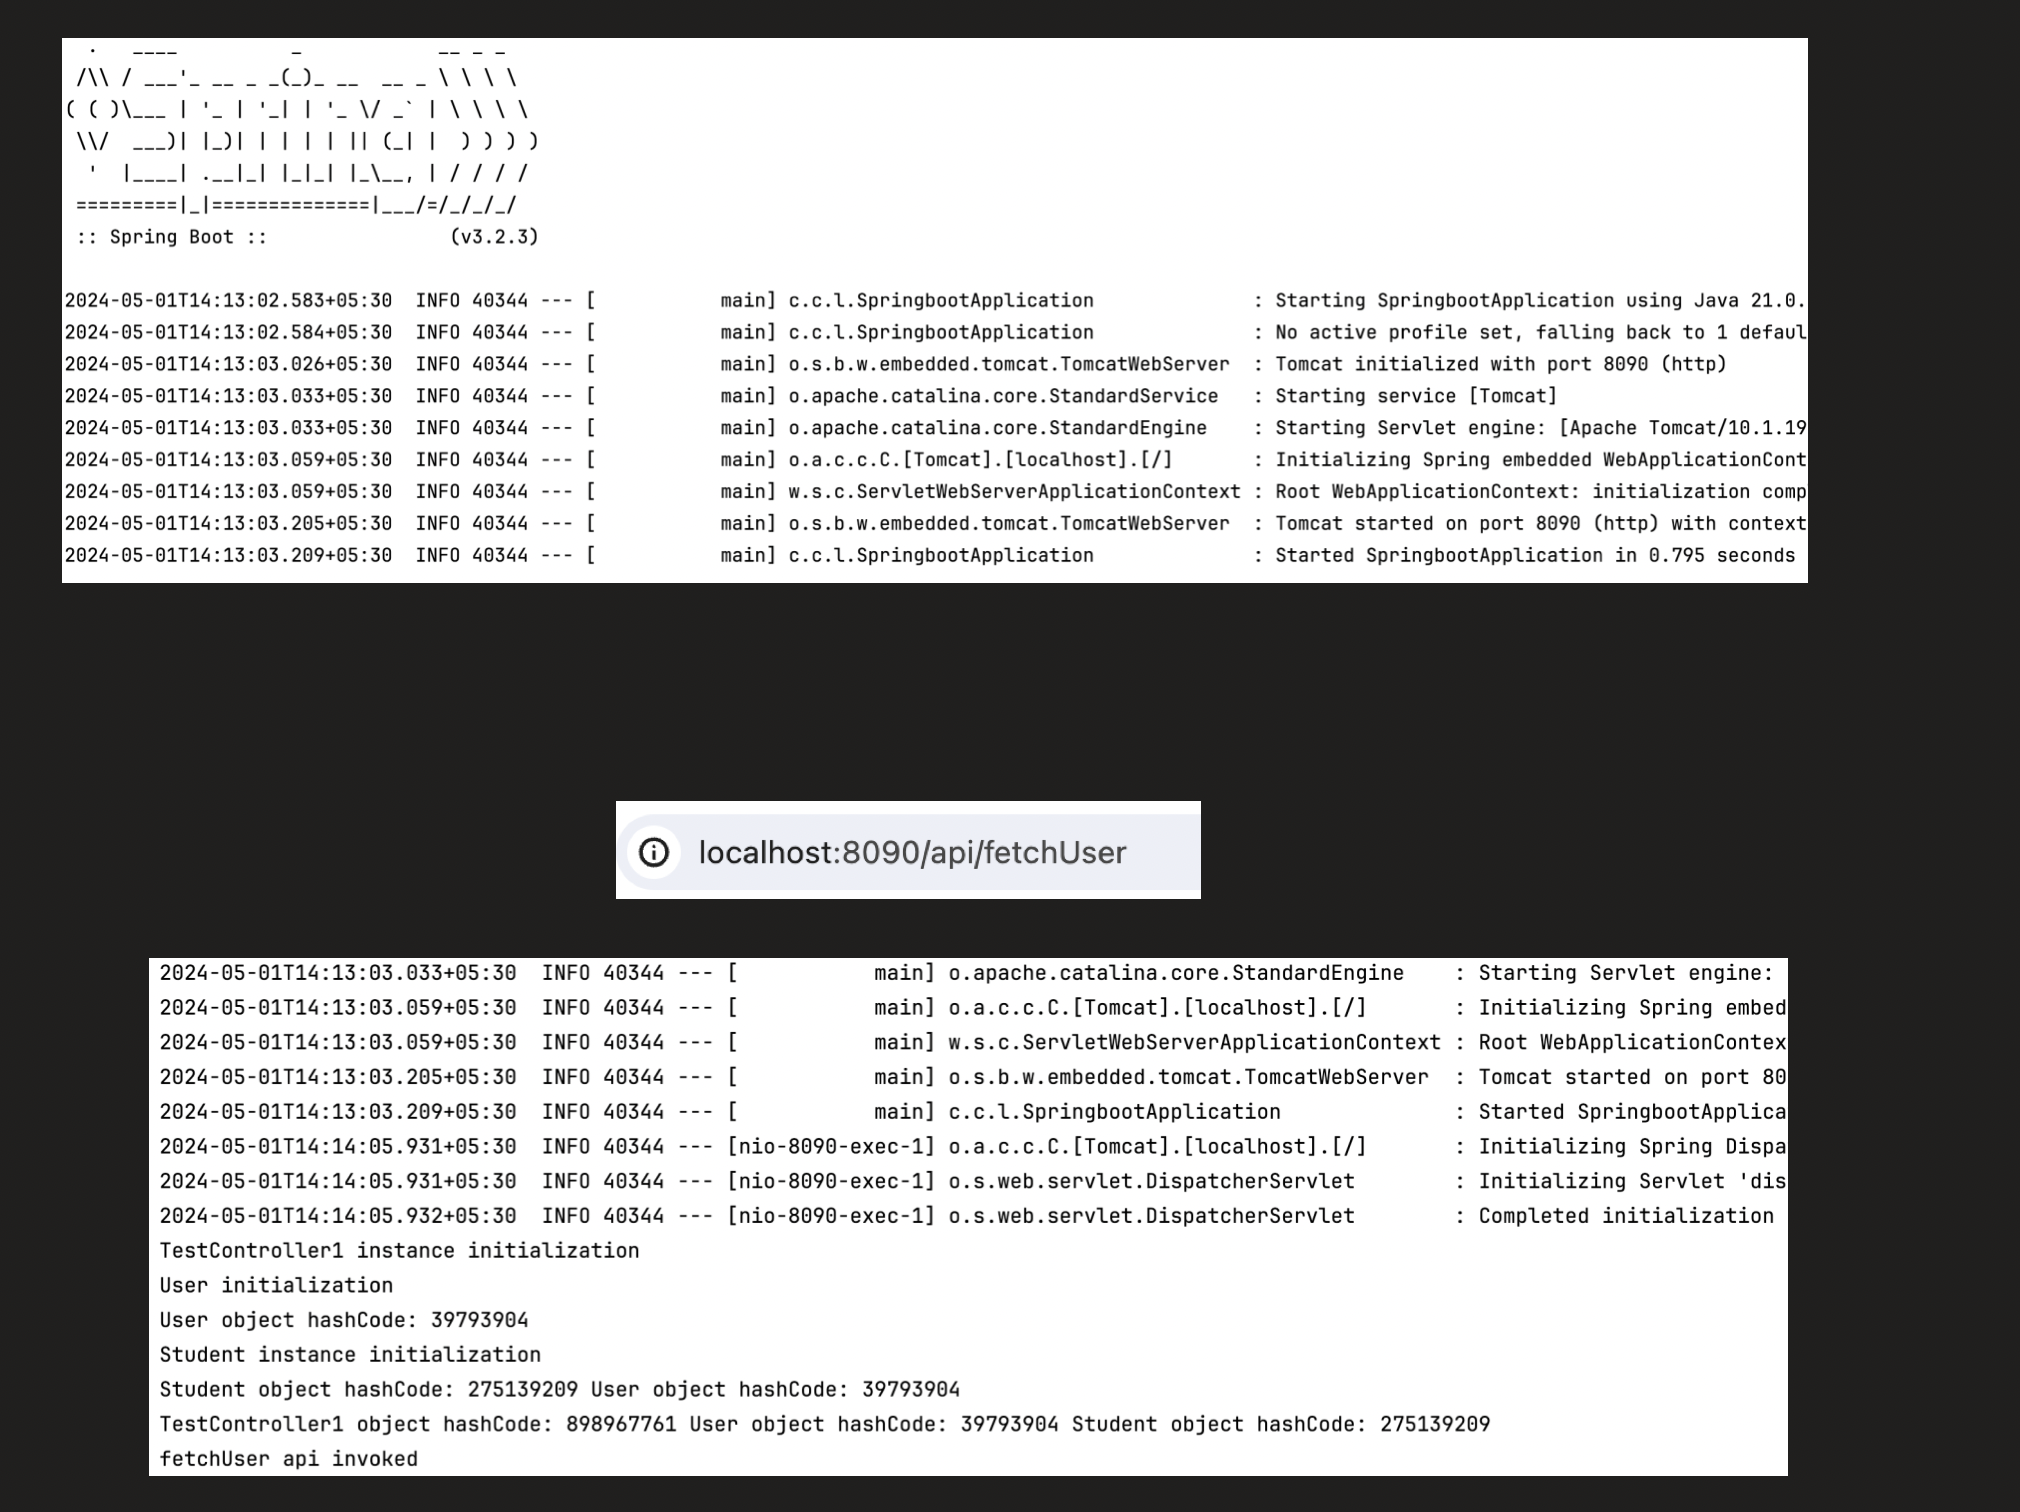 .   ____          _            __ _ _
 /\\ / ___'_ __ _ _(_)_ __  __ _ \ \ \ \
( ( )\___ | '_ | '_| | '_ \/ _` | \ \ \ \
 \\/  ___)| |_)| | | | | || (_| |  ) ) ) )
  '  |____| .__|_| |_|_| |_\__, | / / / /
 =========|_|==============|___/=/_/_/_/
 :: Spring Boot ::                (v3.2.3)
2024-05-01T14:13:02.583+05:30  INFO 40344 --- [           main] c.c.l.SpringbootApplication              : Starting SpringbootApplication using Java 21.0.
2024-05-01T14:13:02.584+05:30  INFO 40344 --- [           main] c.c.l.SpringbootApplication              : No active profile set, falling back to 1 defaul
2024-05-01T14:13:03.026+05:30  INFO 40344 --- [           main] o.s.b.w.embedded.tomcat.TomcatWebServer  : Tomcat initialized with port 8090 (http)
2024-05-01T14:13:03.033+05:30  INFO 40344 --- [           main] o.apache.catalina.core.StandardService   : Starting service [Tomcat]
2024-05-01T14:13:03.033+05:30  INFO 40344 --- [           main] o.apache.catalina.core.StandardEngine    : Starting Servlet engine: [Apache Tomcat/10.1.19
2024-05-01T14:13:03.059+05:30  INFO 40344 --- [           main] o.a.c.c.C.[Tomcat].[localhost].[/]       : Initializing Spring embedded WebApplicationCont
2024-05-01T14:13:03.059+05:30  INFO 40344 --- [           main] w.s.c.ServletWebServerApplicationContext : Root WebApplicationContext: initialization comp
2024-05-01T14:13:03.205+05:30  INFO 40344 --- [           main] o.s.b.w.embedded.tomcat.TomcatWebServer  : Tomcat started on port 8090 (http) with context
2024-05-01T14:13:03.209+05:30  INFO 40344 --- [           main] c.c.l.SpringbootApplication              : Started SpringbootApplication in 0.795 seconds
localhost:8090/api/fetchUser
2024-05-01T14:13:03.033+05:30  INFO 40344 --- [           main] o.apache.catalina.core.StandardEngine    : Starting Servlet engine:
2024-05-01T14:13:03.059+05:30  INFO 40344 --- [           main] o.a.c.c.C.[Tomcat].[localhost].[/]       : Initializing Spring embed
2024-05-01T14:13:03.059+05:30  INFO 40344 --- [           main] w.s.c.ServletWebServerApplicationContext : Root WebApplicationContex
2024-05-01T14:13:03.205+05:30  INFO 40344 --- [           main] o.s.b.w.embedded.tomcat.TomcatWebServer  : Tomcat started on port 80
2024-05-01T14:13:03.209+05:30  INFO 40344 --- [           main] c.c.l.SpringbootApplication              : Started SpringbootApplica
2024-05-01T14:14:05.931+05:30  INFO 40344 --- [nio-8090-exec-1] o.a.c.c.C.[Tomcat].[localhost].[/]       : Initializing Spring Dispa
2024-05-01T14:14:05.931+05:30  INFO 40344 --- [nio-8090-exec-1] o.s.web.servlet.DispatcherServlet        : Initializing Servlet 'dis
2024-05-01T14:14:05.932+05:30  INFO 40344 --- [nio-8090-exec-1] o.s.web.servlet.DispatcherServlet        : Completed initialization
TestController1 instance initialization
User initialization
User object hashCode: 39793904
Student instance initialization
Student object hashCode: 275139209 User object hashCode: 39793904
TestController1 object hashCode: 898967761 User object hashCode: 39793904 Student object hashCode: 275139209
fetchUser api invoked